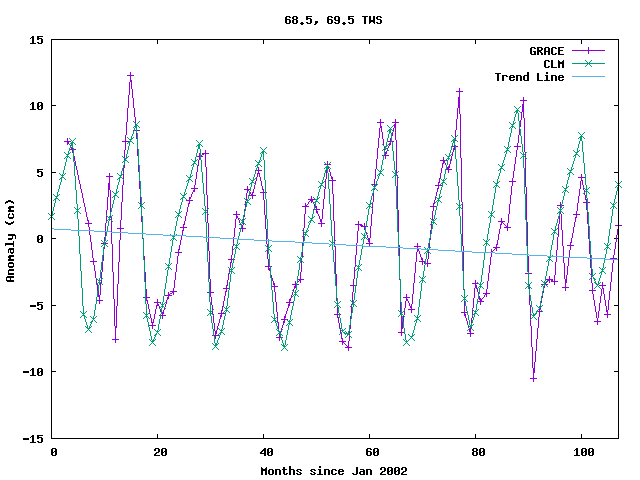 68.5, 69.5 TWS
GRACE
CLM
Trend Line
Anomaly (cm)
15
10
5
0
-5
-10
-15
0 20 40 60 80 100
Months since Jan 2002